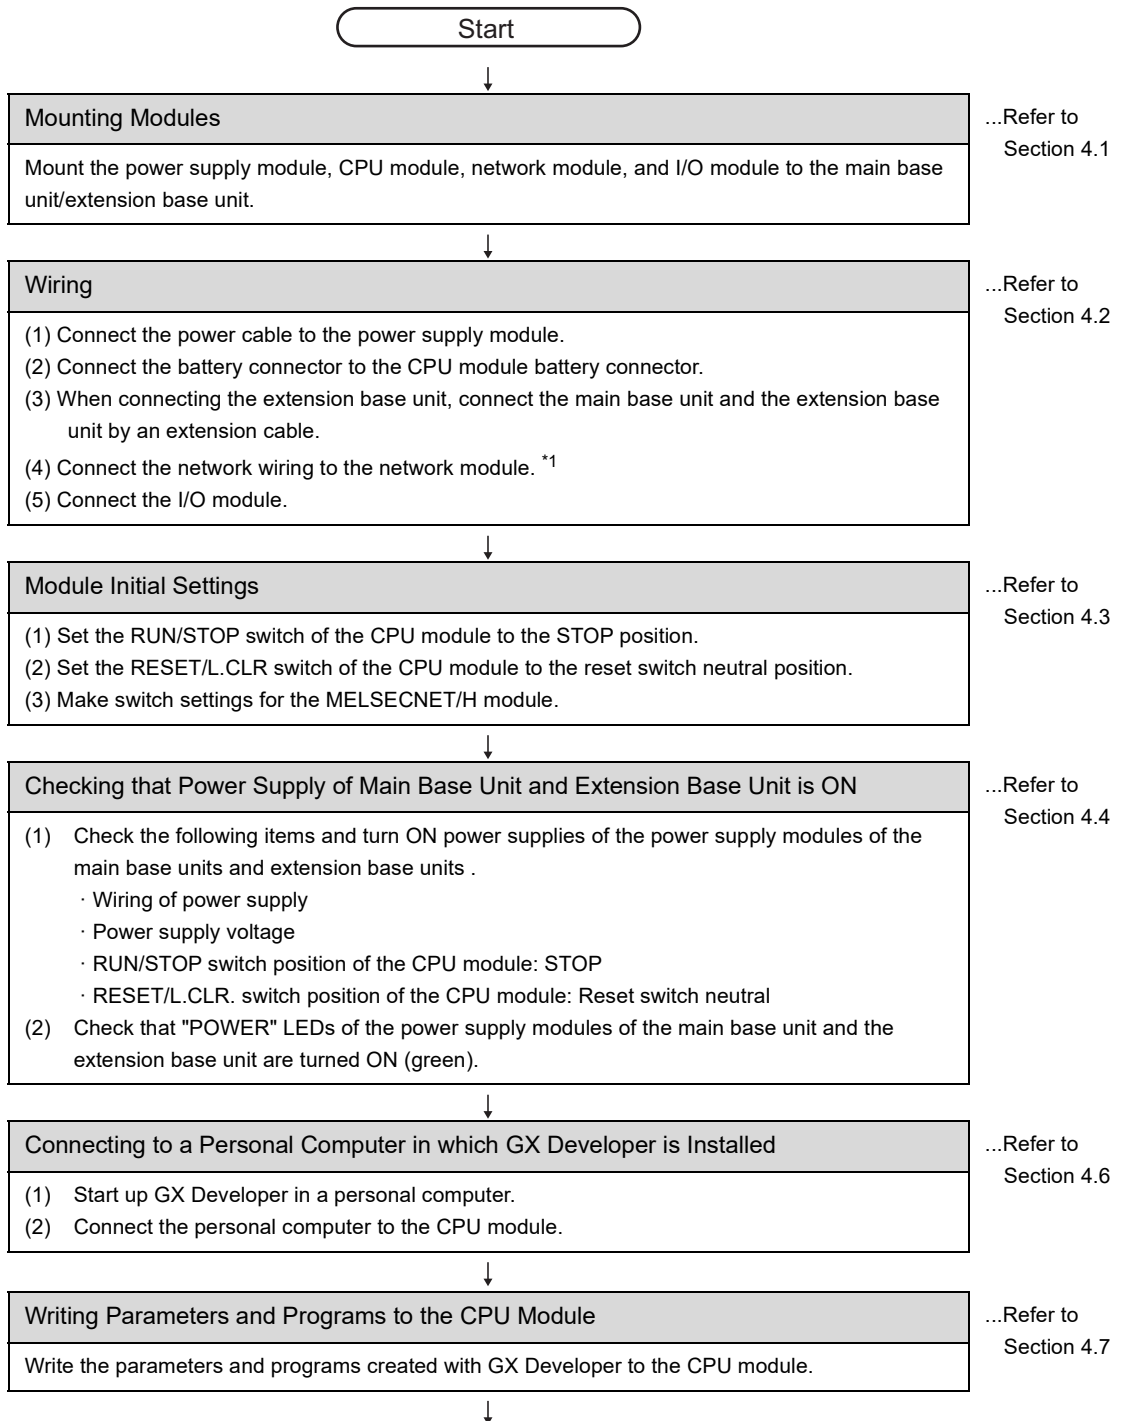 Start
Mounting Modules
...Refer to
Section 4.1
Mount the power supply module, CPU module, network module, and I/O module to the main base
unit/extension base unit.
Wiring
...Refer to
Section 4.2
(1) Connect the power cable to the power supply module.
(2) Connect the battery connector to the CPU module battery connector.
(3) When connecting the extension base unit, connect the main base unit and the extension base
unit by an extension cable.
(4) Connect the network wiring to the network module. *1
(5) Connect the I/O module.
Module Initial Settings
...Refer to
Section 4.3
(1) Set the RUN/STOP switch of the CPU module to the STOP position.
(2) Set the RESET/L.CLR switch of the CPU module to the reset switch neutral position.
(3) Make switch settings for the MELSECNET/H module.
Checking that Power Supply of Main Base Unit and Extension Base Unit is ON
...Refer to
Section 4.4
(1) Check the following items and turn ON power supplies of the power supply modules of the
main base units and extension base units .
· Wiring of power supply
· Power supply voltage
· RUN/STOP switch position of the CPU module: STOP
· RESET/L.CLR. switch position of the CPU module: Reset switch neutral
(2) Check that "POWER" LEDs of the power supply modules of the main base unit and the
extension base unit are turned ON (green).
Connecting to a Personal Computer in which GX Developer is Installed
...Refer to
Section 4.6
(1) Start up GX Developer in a personal computer.
(2) Connect the personal computer to the CPU module.
Writing Parameters and Programs to the CPU Module
...Refer to
Section 4.7
Write the parameters and programs created with GX Developer to the CPU module.